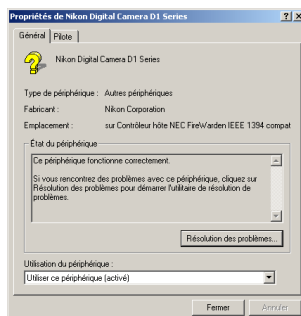 Propriétés de Nikon Digital Camera D1 Series
Général
Pilote
Nikon Digital Camera D1 Series
Type de périphérique : Autres périphériques
Fabricant : Nikon Corporation
Emplacement : sur Contrôleur hôte NEC FireWarden IEEE 1394 compat
État du périphérique
Ce périphérique fonctionne correctement.
Si vous rencontrez des problèmes avec ce périphérique, cliquez sur
Résolution des problèmes pour démarrer l'utilitaire de résolution de
problèmes.
Résolution des problèmes...
Utilisation du périphérique :
Utiliser ce périphérique (activé)
Fermer
Annuler